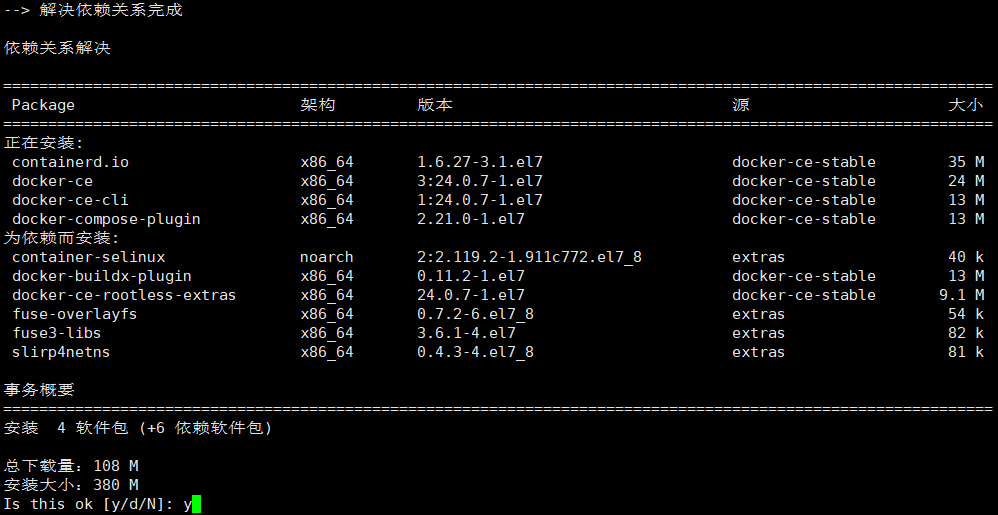 --> 解决依赖关系完成
依赖关系解决
================================================================================================================
Package 架构 版本 源 大小
================================================================================================================
正在安装:
containerd.io x86_64 1.6.27-3.1.el7 docker-ce-stable 35 M
docker-ce x86_64 3:24.0.7-1.el7 docker-ce-stable 24 M
docker-ce-cli x86_64 1:24.0.7-1.el7 docker-ce-stable 13 M
docker-compose-plugin x86_64 2.21.0-1.el7 docker-ce-stable 13 M
为依赖而安装:
container-selinux noarch 2:2.119.2-1.911c772.el7_8 extras 40 k
docker-buildx-plugin x86_64 0.11.2-1.el7 docker-ce-stable 13 M
docker-ce-rootless-extras x86_64 24.0.7-1.el7 docker-ce-stable 9.1 M
fuse-overlayfs x86_64 0.7.2-6.el7_8 extras 54 k
fuse3-libs x86_64 3.6.1-4.el7 extras 82 k
slirp4netns x86_64 0.4.3-4.el7_8 extras 81 k
事务概要
================================================================================================================
安装 4 软件包 (+6 依赖软件包)
总下载量：108 M
安装大小：380 M
Is this ok [y/d/N]: y